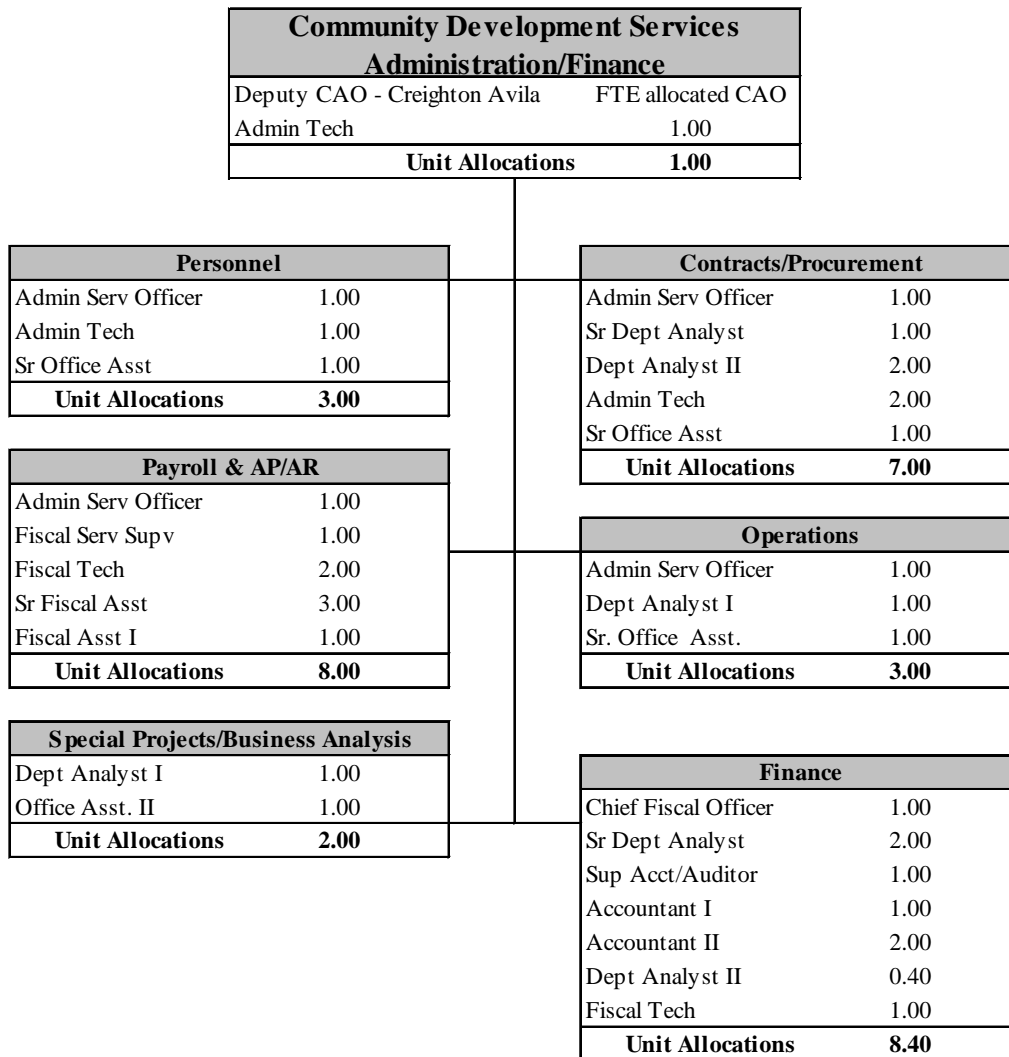 Community Development Services
Administration/Finance
Deputy CAO - Creighton Avila FTE allocated CAO
Admin Tech 1.00
Unit Allocations 1.00
Personnel
Admin Serv Officer 1.00
Admin Tech 1.00
Sr Office Asst 1.00
Unit Allocations 3.00
Payroll & AP/AR
Admin Serv Officer 1.00
Fiscal Serv Supv 1.00
Fiscal Tech 2.00
Sr Fiscal Asst 3.00
Fiscal Asst I 1.00
Unit Allocations 8.00
Special Projects/Business Analysis
Dept Analyst I 1.00
Office Asst. II 1.00
Unit Allocations 2.00
Contracts/Procurement
Admin Serv Officer 1.00
Sr Dept Analyst 1.00
Dept Analyst II 2.00
Admin Tech 2.00
Sr Office Asst 1.00
Unit Allocations 7.00
Operations
Admin Serv Officer 1.00
Dept Analyst I 1.00
Sr. Office Asst. 1.00
Unit Allocations 3.00
Finance
Chief Fiscal Officer 1.00
Sr Dept Analyst 2.00
Sup Acct/Auditor 1.00
Accountant I 1.00
Accountant II 2.00
Dept Analyst II 0.40
Fiscal Tech 1.00
Unit Allocations 8.40